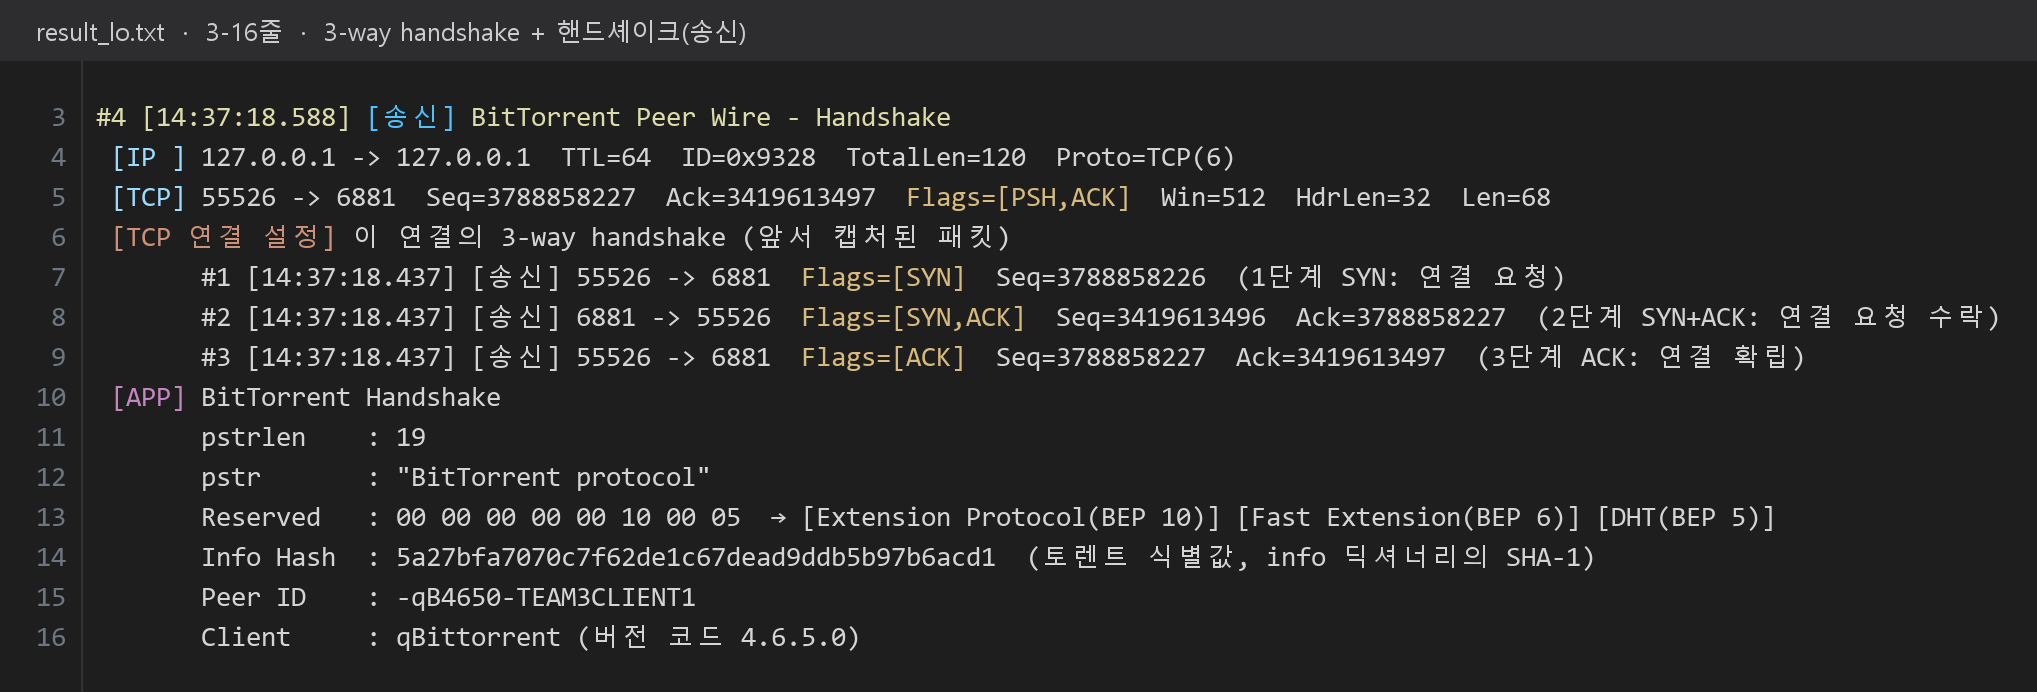 result_lo.txt · 3-16줄 · 3-way handshake + 핸드셰이크(송신)
3 #4 [14:37:18.588] [송신] BitTorrent Peer Wire - Handshake
4 [IP ] 127.0.0.1 -> 127.0.0.1 TTL=64 ID=0x9328 TotalLen=120 Proto=TCP(6)
5 [TCP] 55526 -> 6881 Seq=3788858227 Ack=3419613497 Flags=[PSH,ACK] Win=512 HdrLen=32 Len=68
6 [TCP 연결 설정] 이 연결의 3-way handshake (앞서 캡처된 패킷)
7 #1 [14:37:18.437] [송신] 55526 -> 6881 Flags=[SYN] Seq=3788858226 (1단계 SYN: 연결 요청)
8 #2 [14:37:18.437] [송신] 6881 -> 55526 Flags=[SYN,ACK] Seq=3419613496 Ack=3788858227 (2단계 SYN+ACK: 연결 요청 수락)
9 #3 [14:37:18.437] [송신] 55526 -> 6881 Flags=[ACK] Seq=3788858227 Ack=3419613497 (3단계 ACK: 연결 확립)
10 [APP] BitTorrent Handshake
11 pstrlen : 19
12 pstr : "BitTorrent protocol"
13 Reserved : 00 00 00 00 00 10 00 05 → [Extension Protocol(BEP 10)] [Fast Extension(BEP 6)] [DHT(BEP 5)]
14 Info Hash : 5a27bfa7070c7f62de1c67dead9ddb5b97b6acd1 (토렌트 식별값, info 딕셔너리의 SHA-1)
15 Peer ID : -qB4650-TEAM3CLIENT1
16 Client : qBittorrent (버전 코드 4.6.5.0)